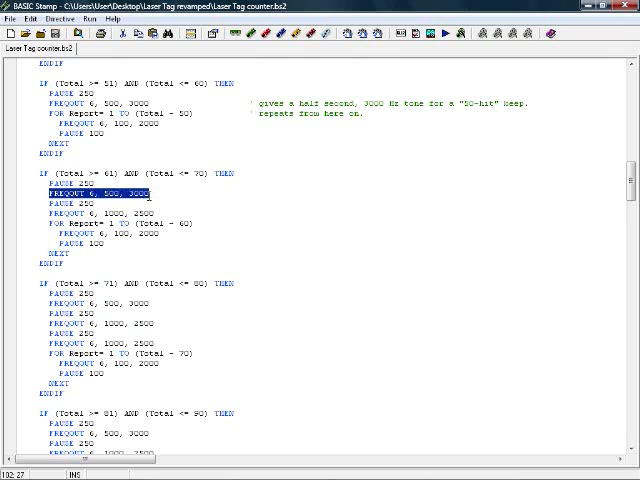 BASIC Stamp - C:\Users\User\Desktop\Laser Tag revamped\Laser Tag counter.bs2
File Edit Directive Run Help
Laser Tag counter.bs2
ENDIF
IF (Total >= 51) AND (Total <= 60) THEN
PAUSE 250
FREQOUT 6, 500, 3000 ' gives a half second, 3000 Hz tone for a "50-hit" beep.
FOR Report= 1 TO (Total - 50) ' repeats from here on.
FREQOUT 6, 100, 2000
PAUSE 100
NEXT
ENDIF
IF (Total >= 61) AND (Total <= 70) THEN
PAUSE 250
FREQOUT 6, 500, 3000
PAUSE 250
FREQOUT 6, 1000, 2500
FOR Report= 1 TO (Total - 60)
FREQOUT 6, 100, 2000
PAUSE 100
NEXT
ENDIF
IF (Total >= 71) AND (Total <= 80) THEN
PAUSE 250
FREQOUT 6, 500, 3000
PAUSE 250
FREQOUT 6, 1000, 2500
PAUSE 250
FREQOUT 6, 1000, 2500
FOR Report= 1 TO (Total - 70)
FREQOUT 6, 100, 2000
PAUSE 100
NEXT
ENDIF
IF (Total >= 81) AND (Total <= 90) THEN
PAUSE 250
FREQOUT 6, 500, 3000
PAUSE 250
FREQOUT 6, 1000, 2500
102: 27 INS